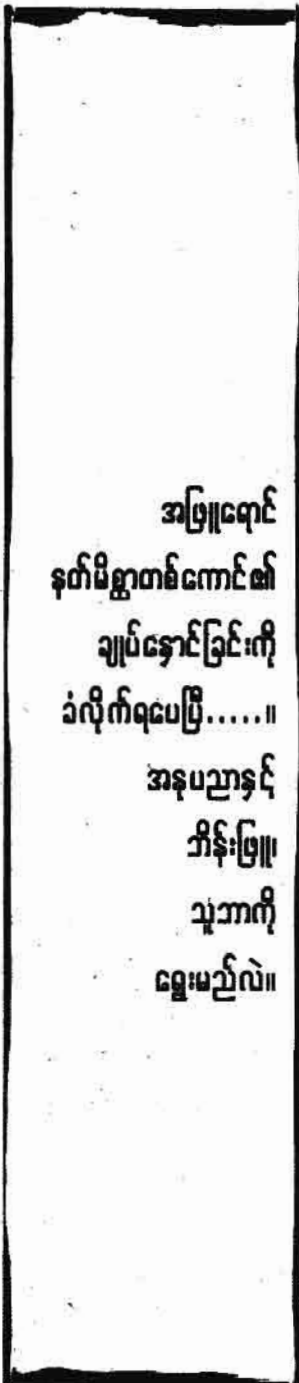 အဖြူရောင်
နတ်မိစ္ဆာတစ်ကောင်၏
ချုပ်နှောင်ခြင်းကို
ခံလိုက်ရပေပြီ.....။
အနုပညာနှင့်
ဘိန်းဖြူ၊
သူဘာကို
ရွေးမည်လဲ။